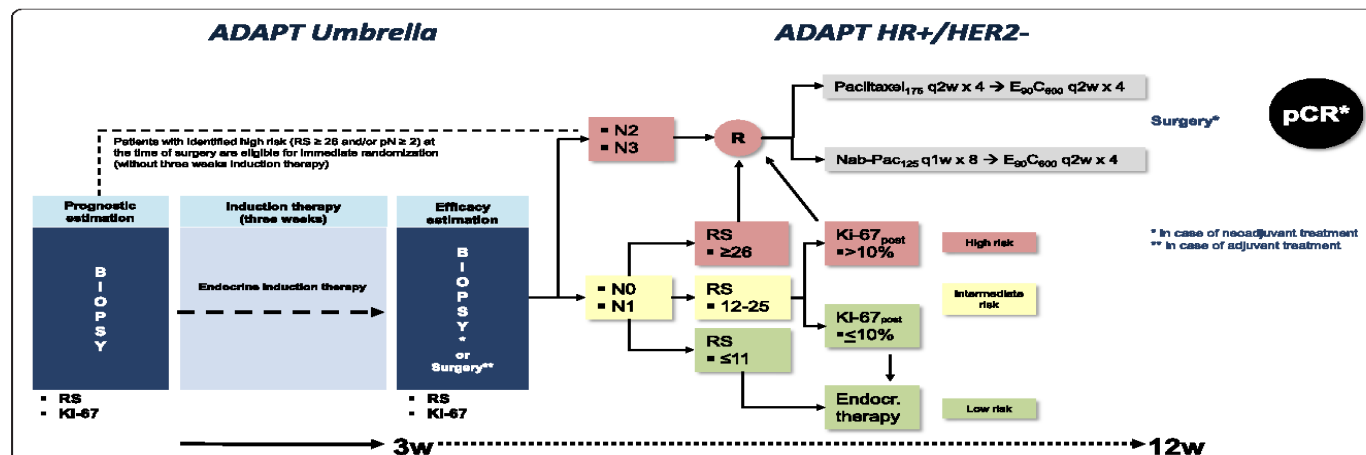 ADAPT Umbrella
ADAPT HR+/HER2-
Patients with identified high risk (RS ≥ 26 and/or pN ≥ 2) at
the time of surgery are eligible for immediate randomization
(without three weeks induction therapy)
Prognostic
estimation
Induction therapy
(three weeks)
Efficacy
estimation
BIOPSY
Endocrine induction therapy
BIOPSY*
or
Surgery**
▪ RS
▪ KI-67
▪ RS
▪ KI-67
▪ N2
▪ N3
▪ N0
▪ N1
R
RS
▪ ≥26
RS
▪ 12-25
RS
▪ ≤11
Ki-67post
▪>10%
Ki-67post
▪≤10%
Endocr.
therapy
Paclitaxel175 q2w x 4 → E90C600 q2w x 4
Nab-Pac125 q1w x 8 → E90C600 q2w x 4
Surgery*
pCR*
High risk
Intermediate
risk
Low risk
* In case of neoadjuvant treatment
** In case of adjuvant treatment
3w
12w